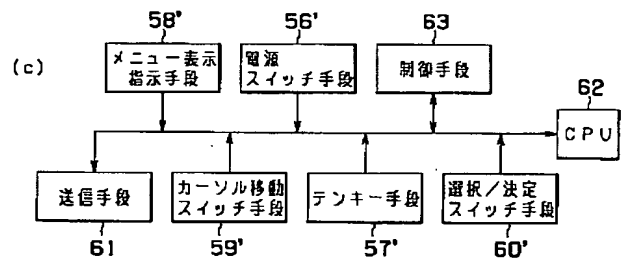 58' 56' 63
(c) メニュー表示 電源 制御手段 62
指示手段 スイッチ手段 CPU
送信手段 カーソル移動 テンキー手段 選択/決定
スイッチ手段 スイッチ手段
61 59' 57' 60'